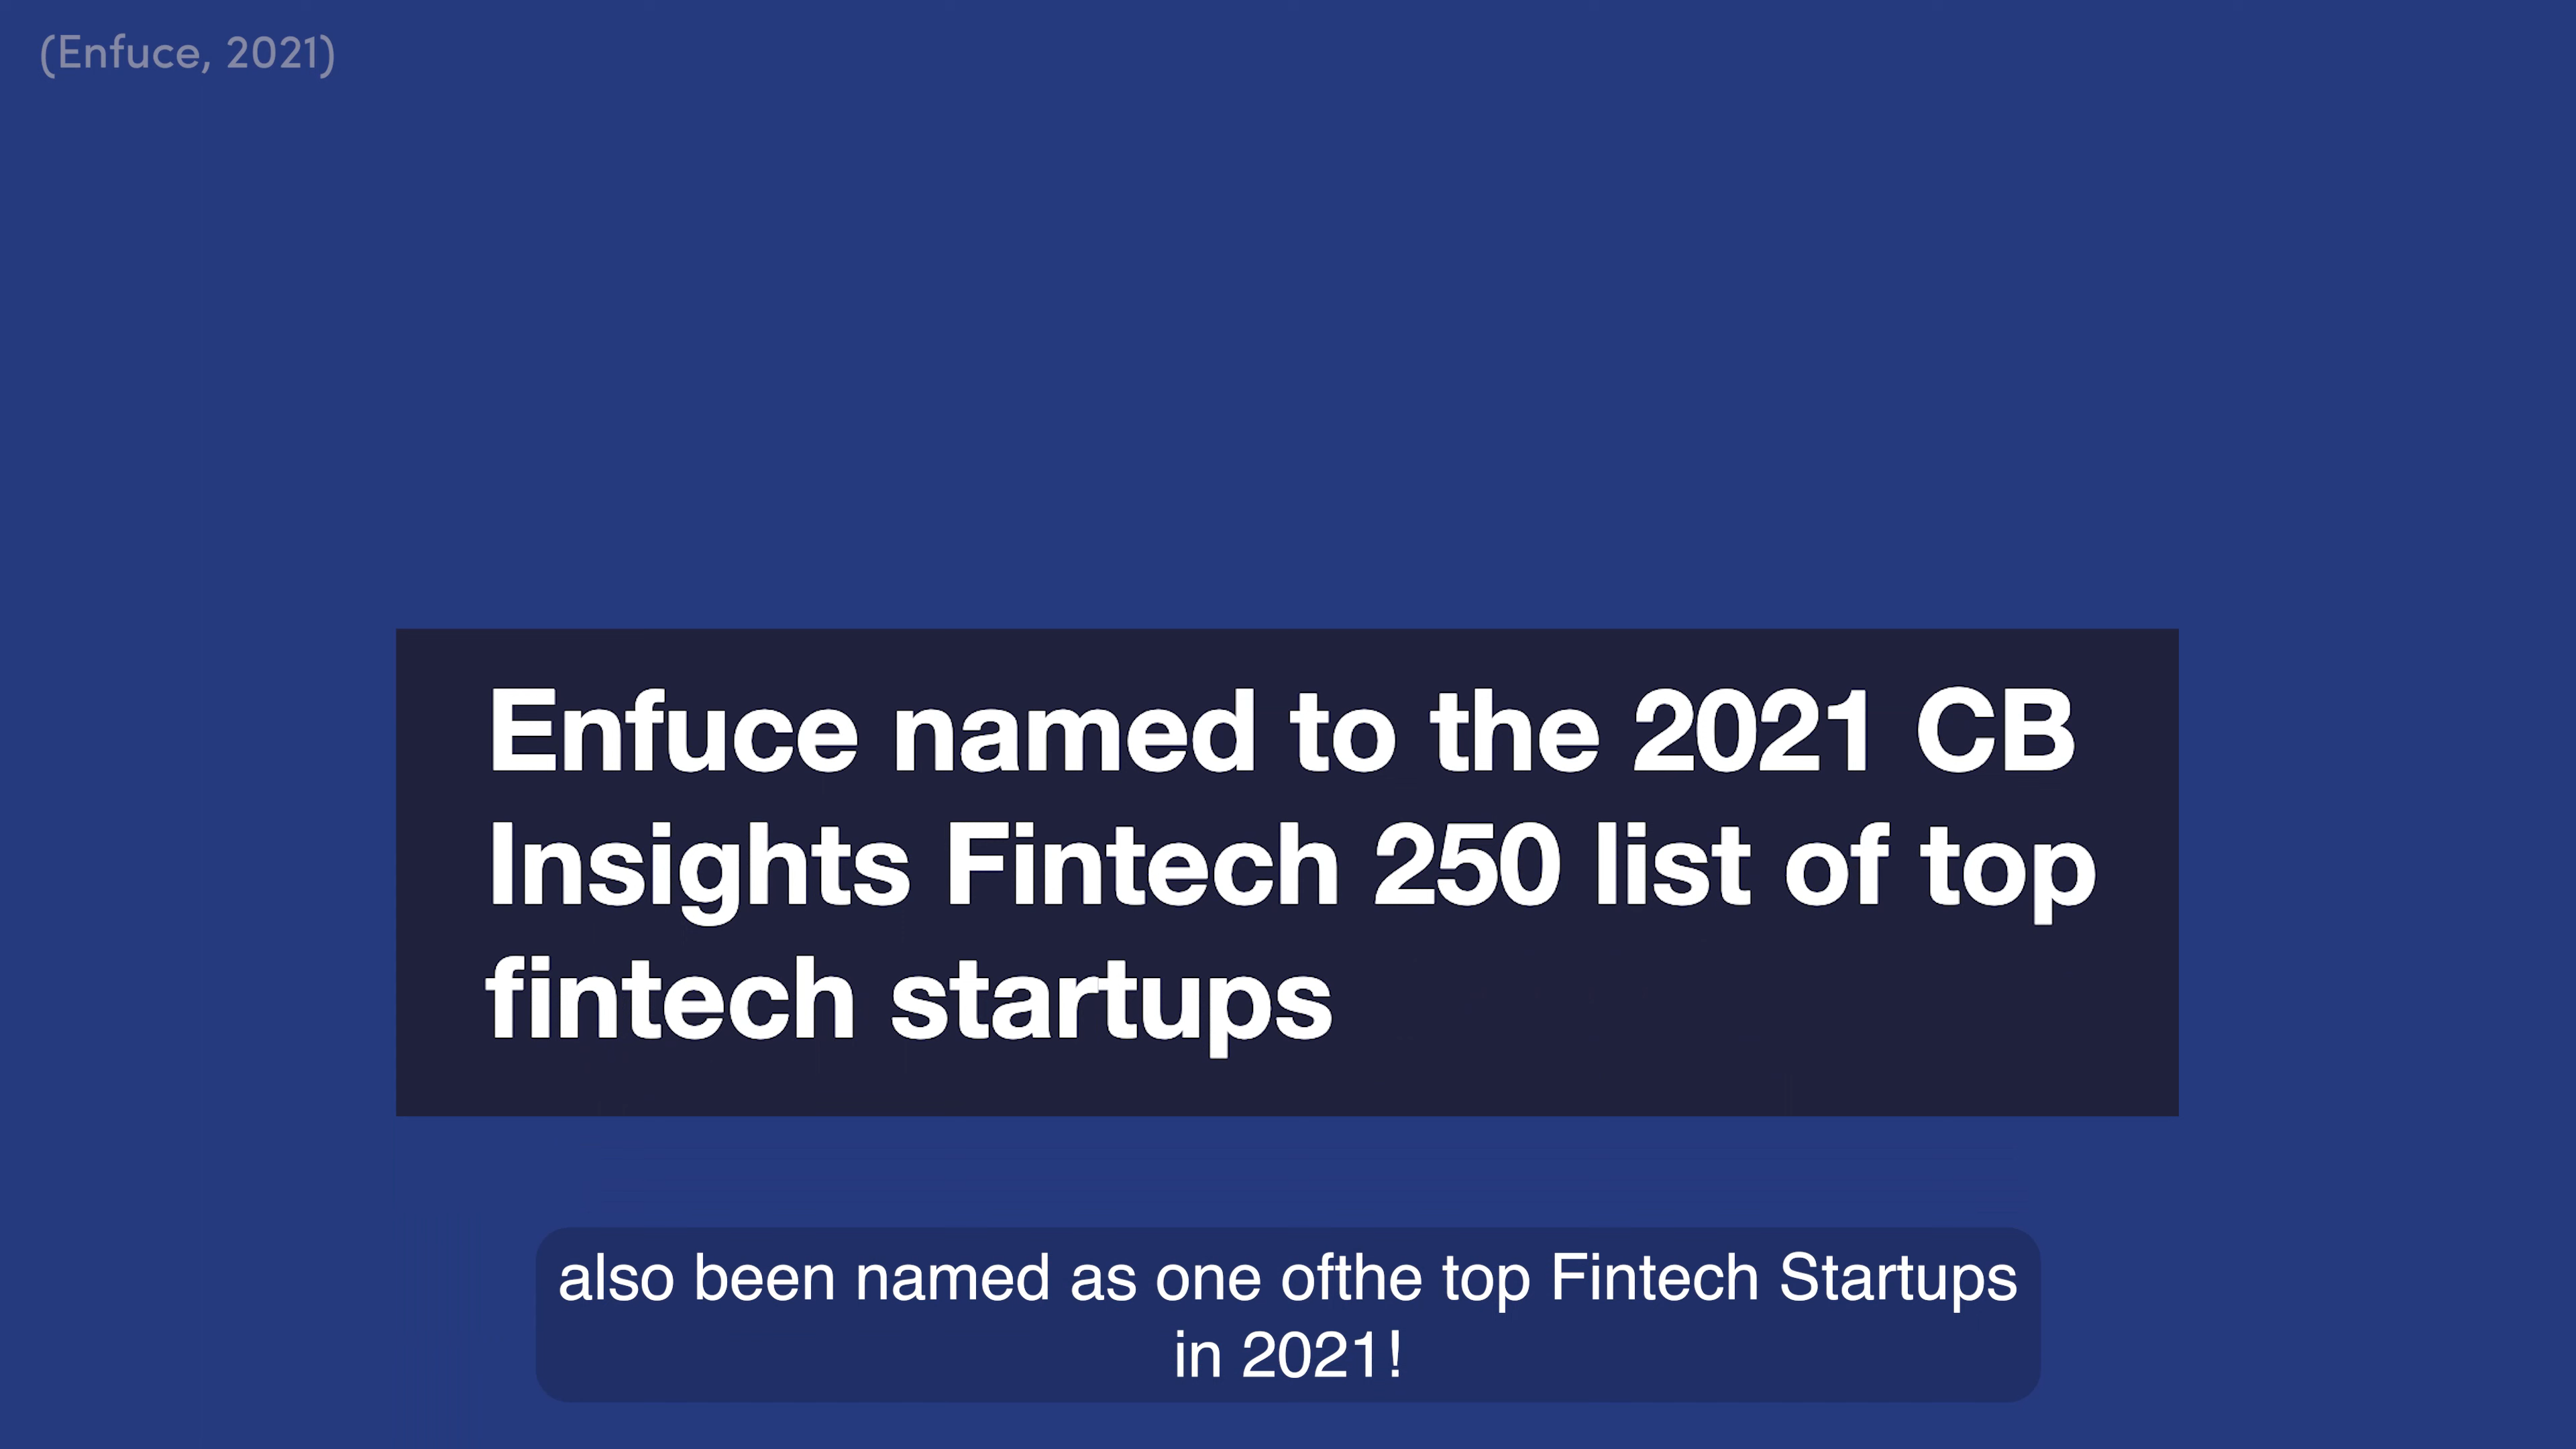 (Enfuce, 2021)
Enfuce named to the 2021 CB
Insights Fintech 250 list of top
fintech startups
also been named as one ofthe top Fintech Startups
in 2021!